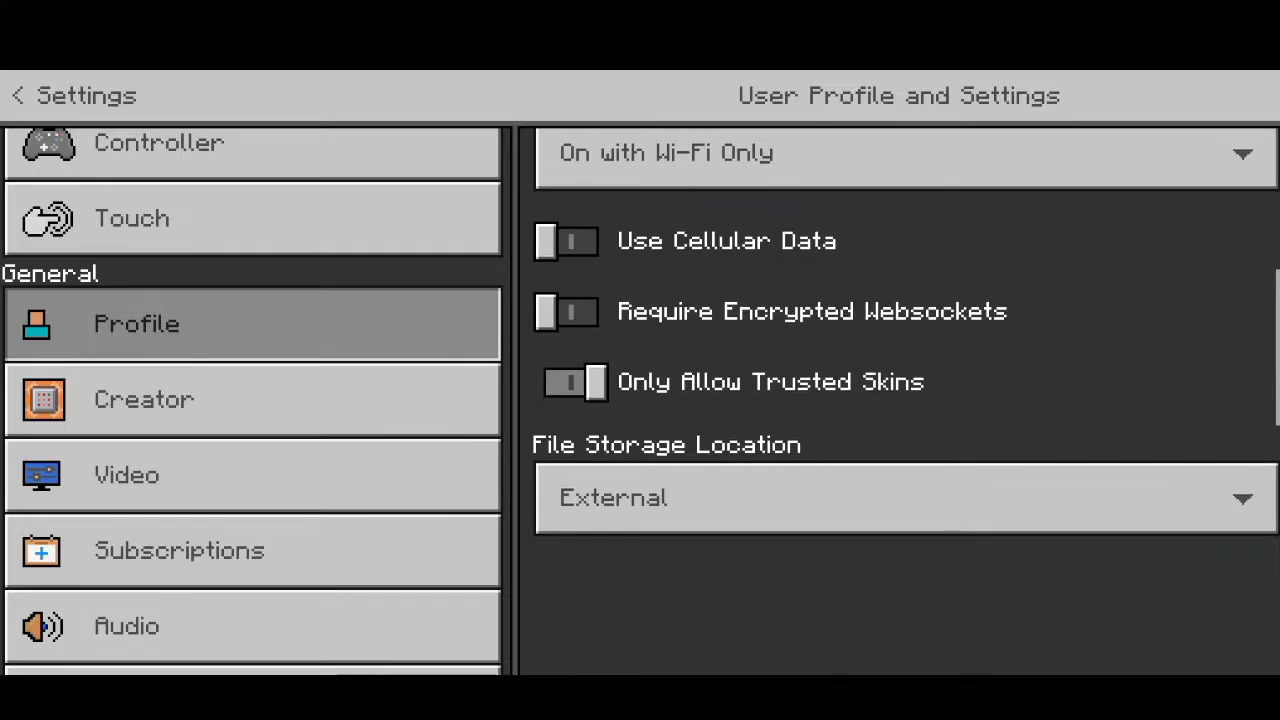 Settings
User Profile and Settings
Controller
Touch
General
Profile
Creator
Video
Subscriptions
Audio
On with Wi-Fi Only
Use Cellular Data
Require Encrypted Websockets
Only Allow Trusted Skins
File Storage Location
External